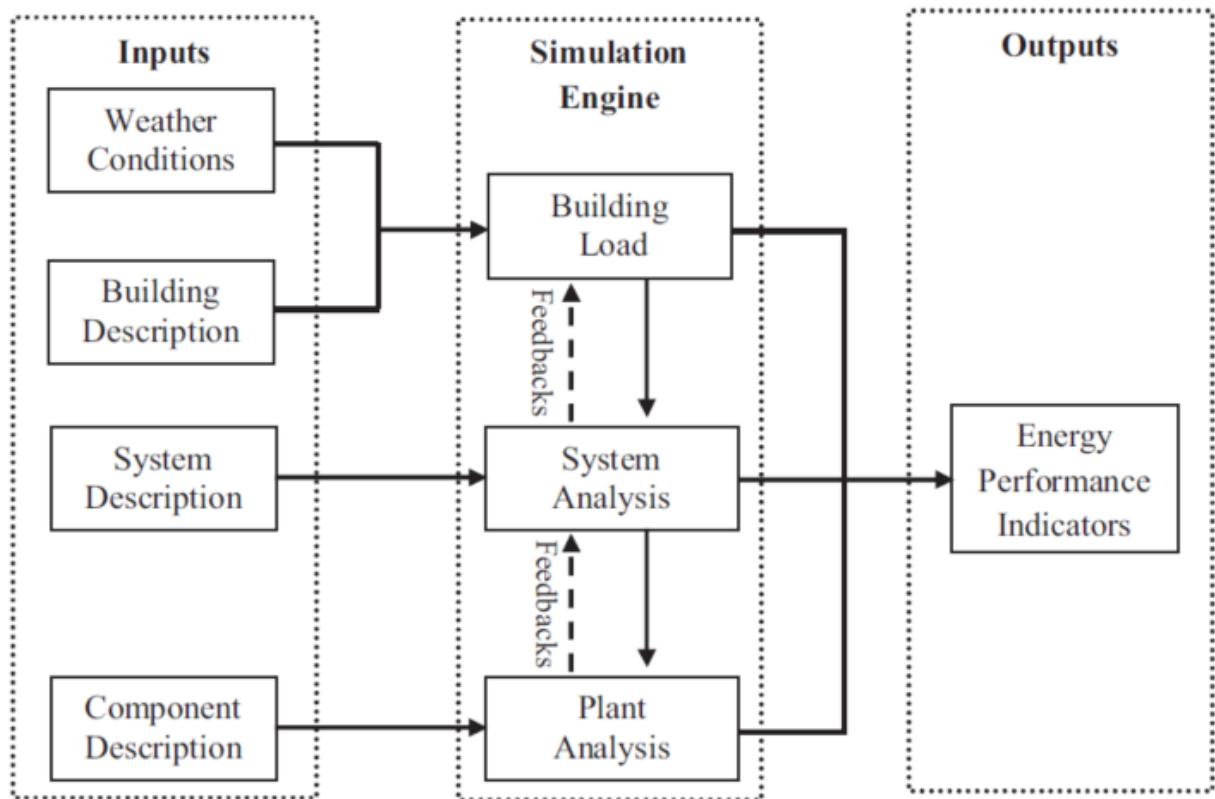 Inputs
Weather
Conditions
Building
Description
System
Description
Component
Description
Simulation
Engine
Building
Load
Feedbacks
System
Analysis
Feedbacks
Plant
Analysis
Outputs
Energy
Performance
Indicators